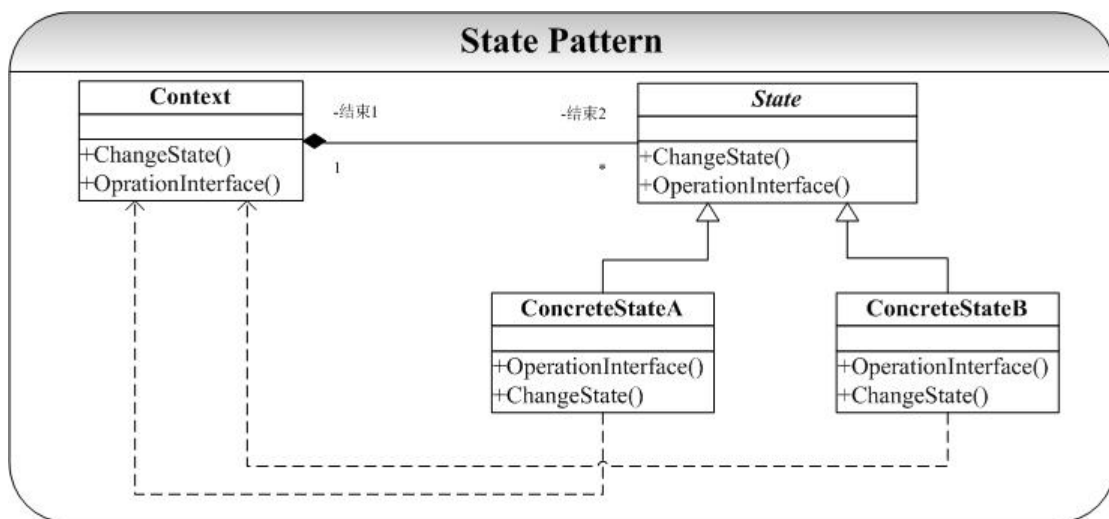 State Pattern
Context
+ChangeState()
+OprationInterface()
-结束1
1
-结束2
*
State
+ChangeState()
+OperationInterface()
ConcreteStateA
+OperationInterface()
+ChangeState()
ConcreteStateB
+OperationInterface()
+ChangeState()